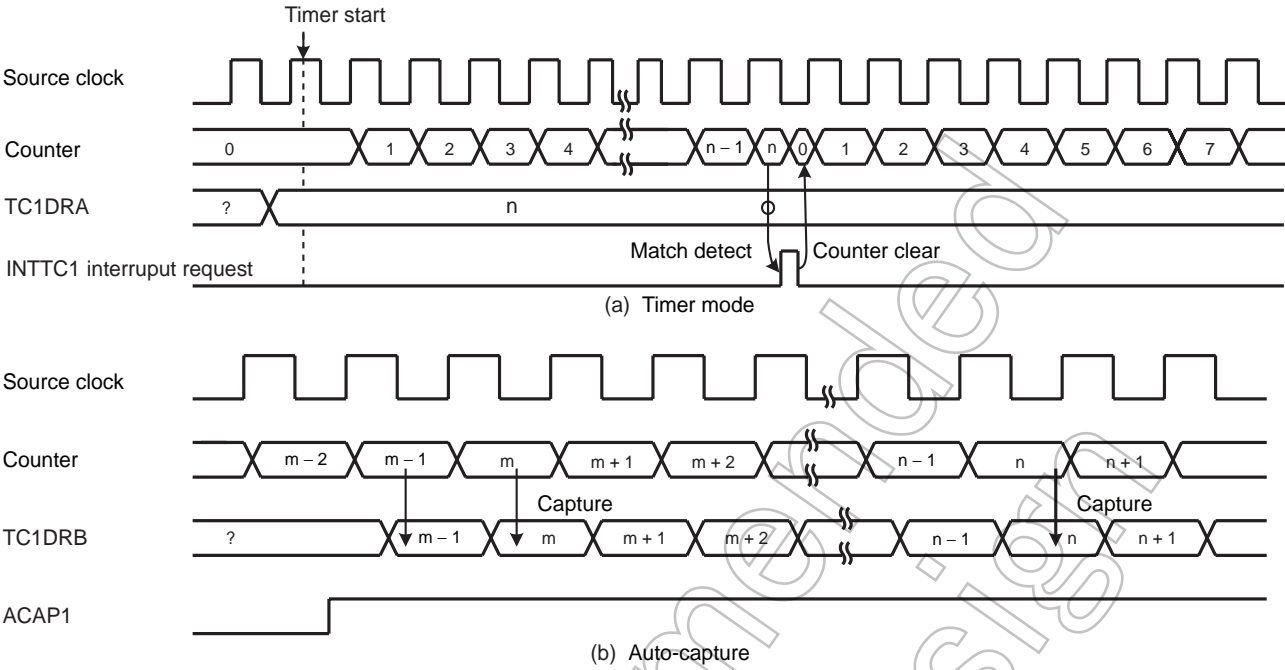 Timer start
Source clock
Counter
0 1 2 3 4 n − 1 n 0 1 2 3 4 5 6 7
TC1DRA
? n
Match detect Counter clear
INTTC1 interruput request
(a) Timer mode
Source clock
Counter
m − 2 m − 1 m m + 1 m + 2 n − 1 n n + 1
Capture Capture
TC1DRB
? m − 1 m m + 1 m + 2 n − 1 n n + 1
ACAP1
(b) Auto-capture